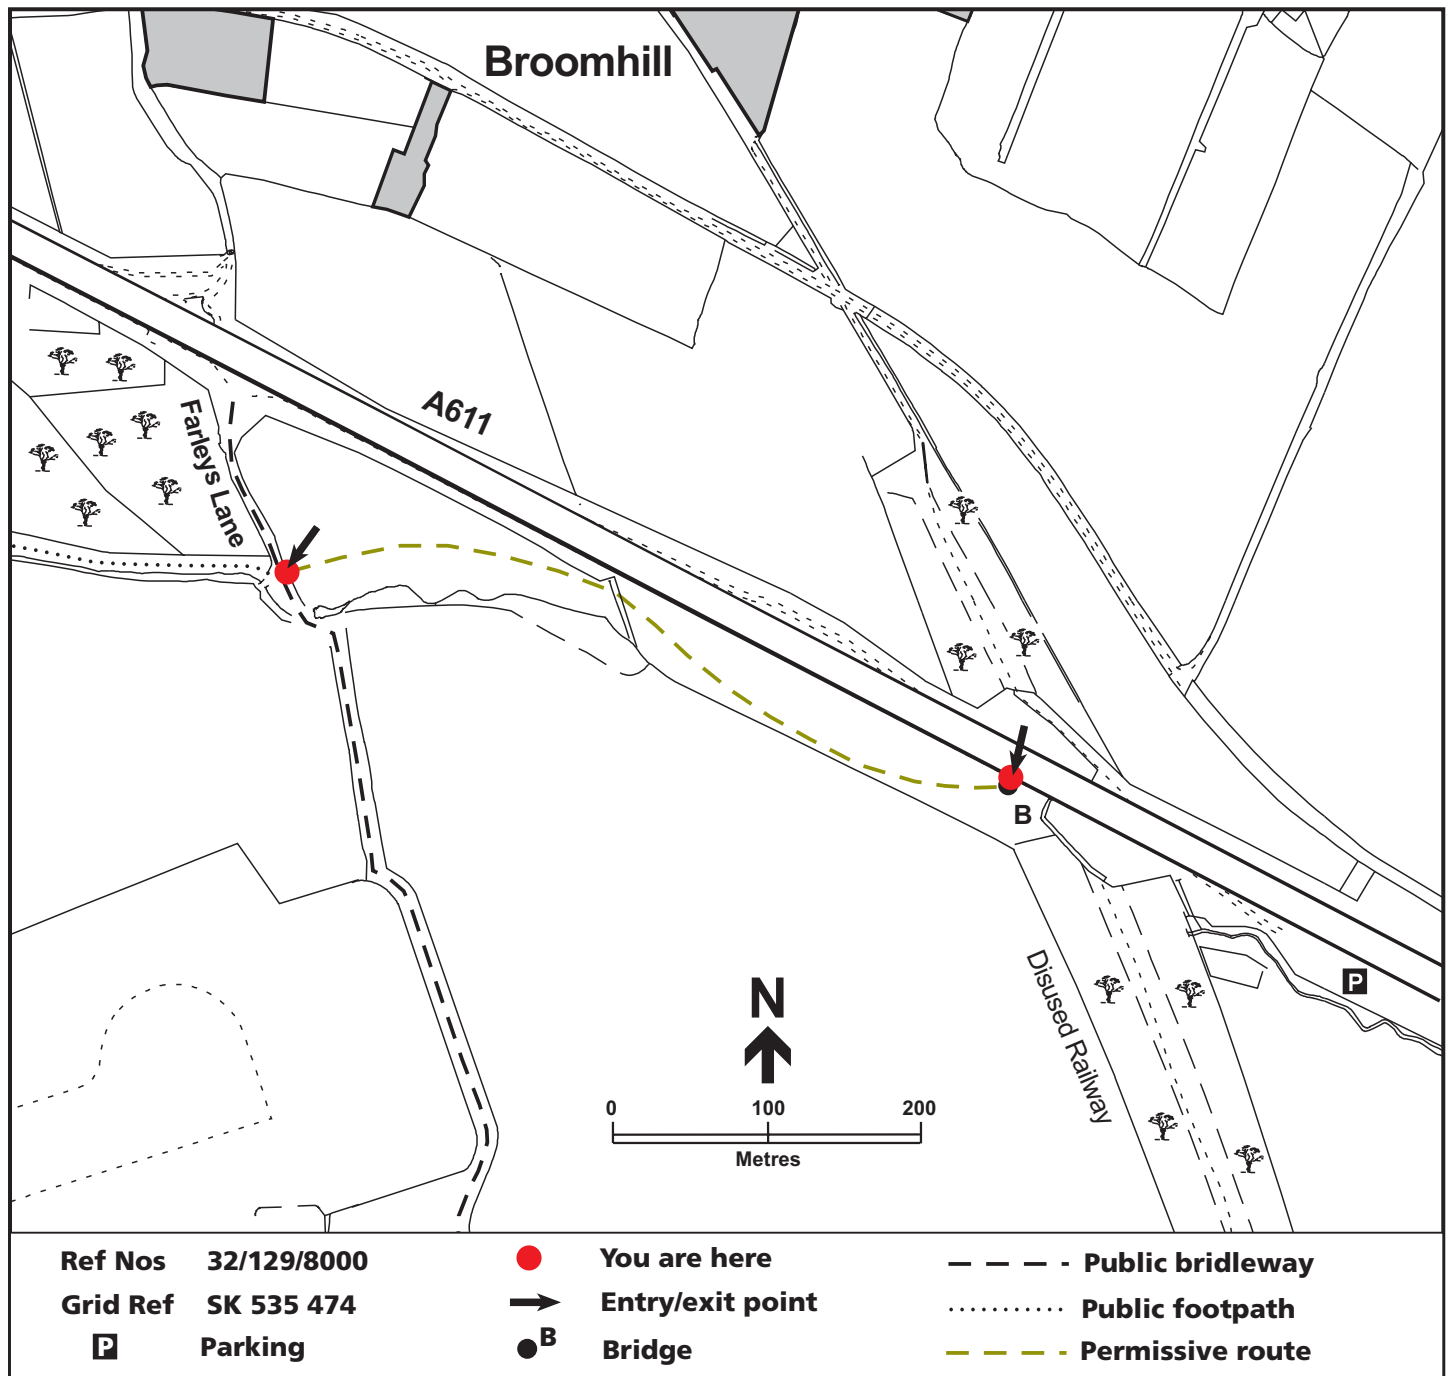 Broomhill
A611
Farleys Lane
B
Disused Railway
P
N
0 100 200
Metres
Ref Nos 32/129/8000
Grid Ref SK 535 474
P Parking
You are here
Entry/exit point
B Bridge
Public bridleway
Public footpath
Permissive route